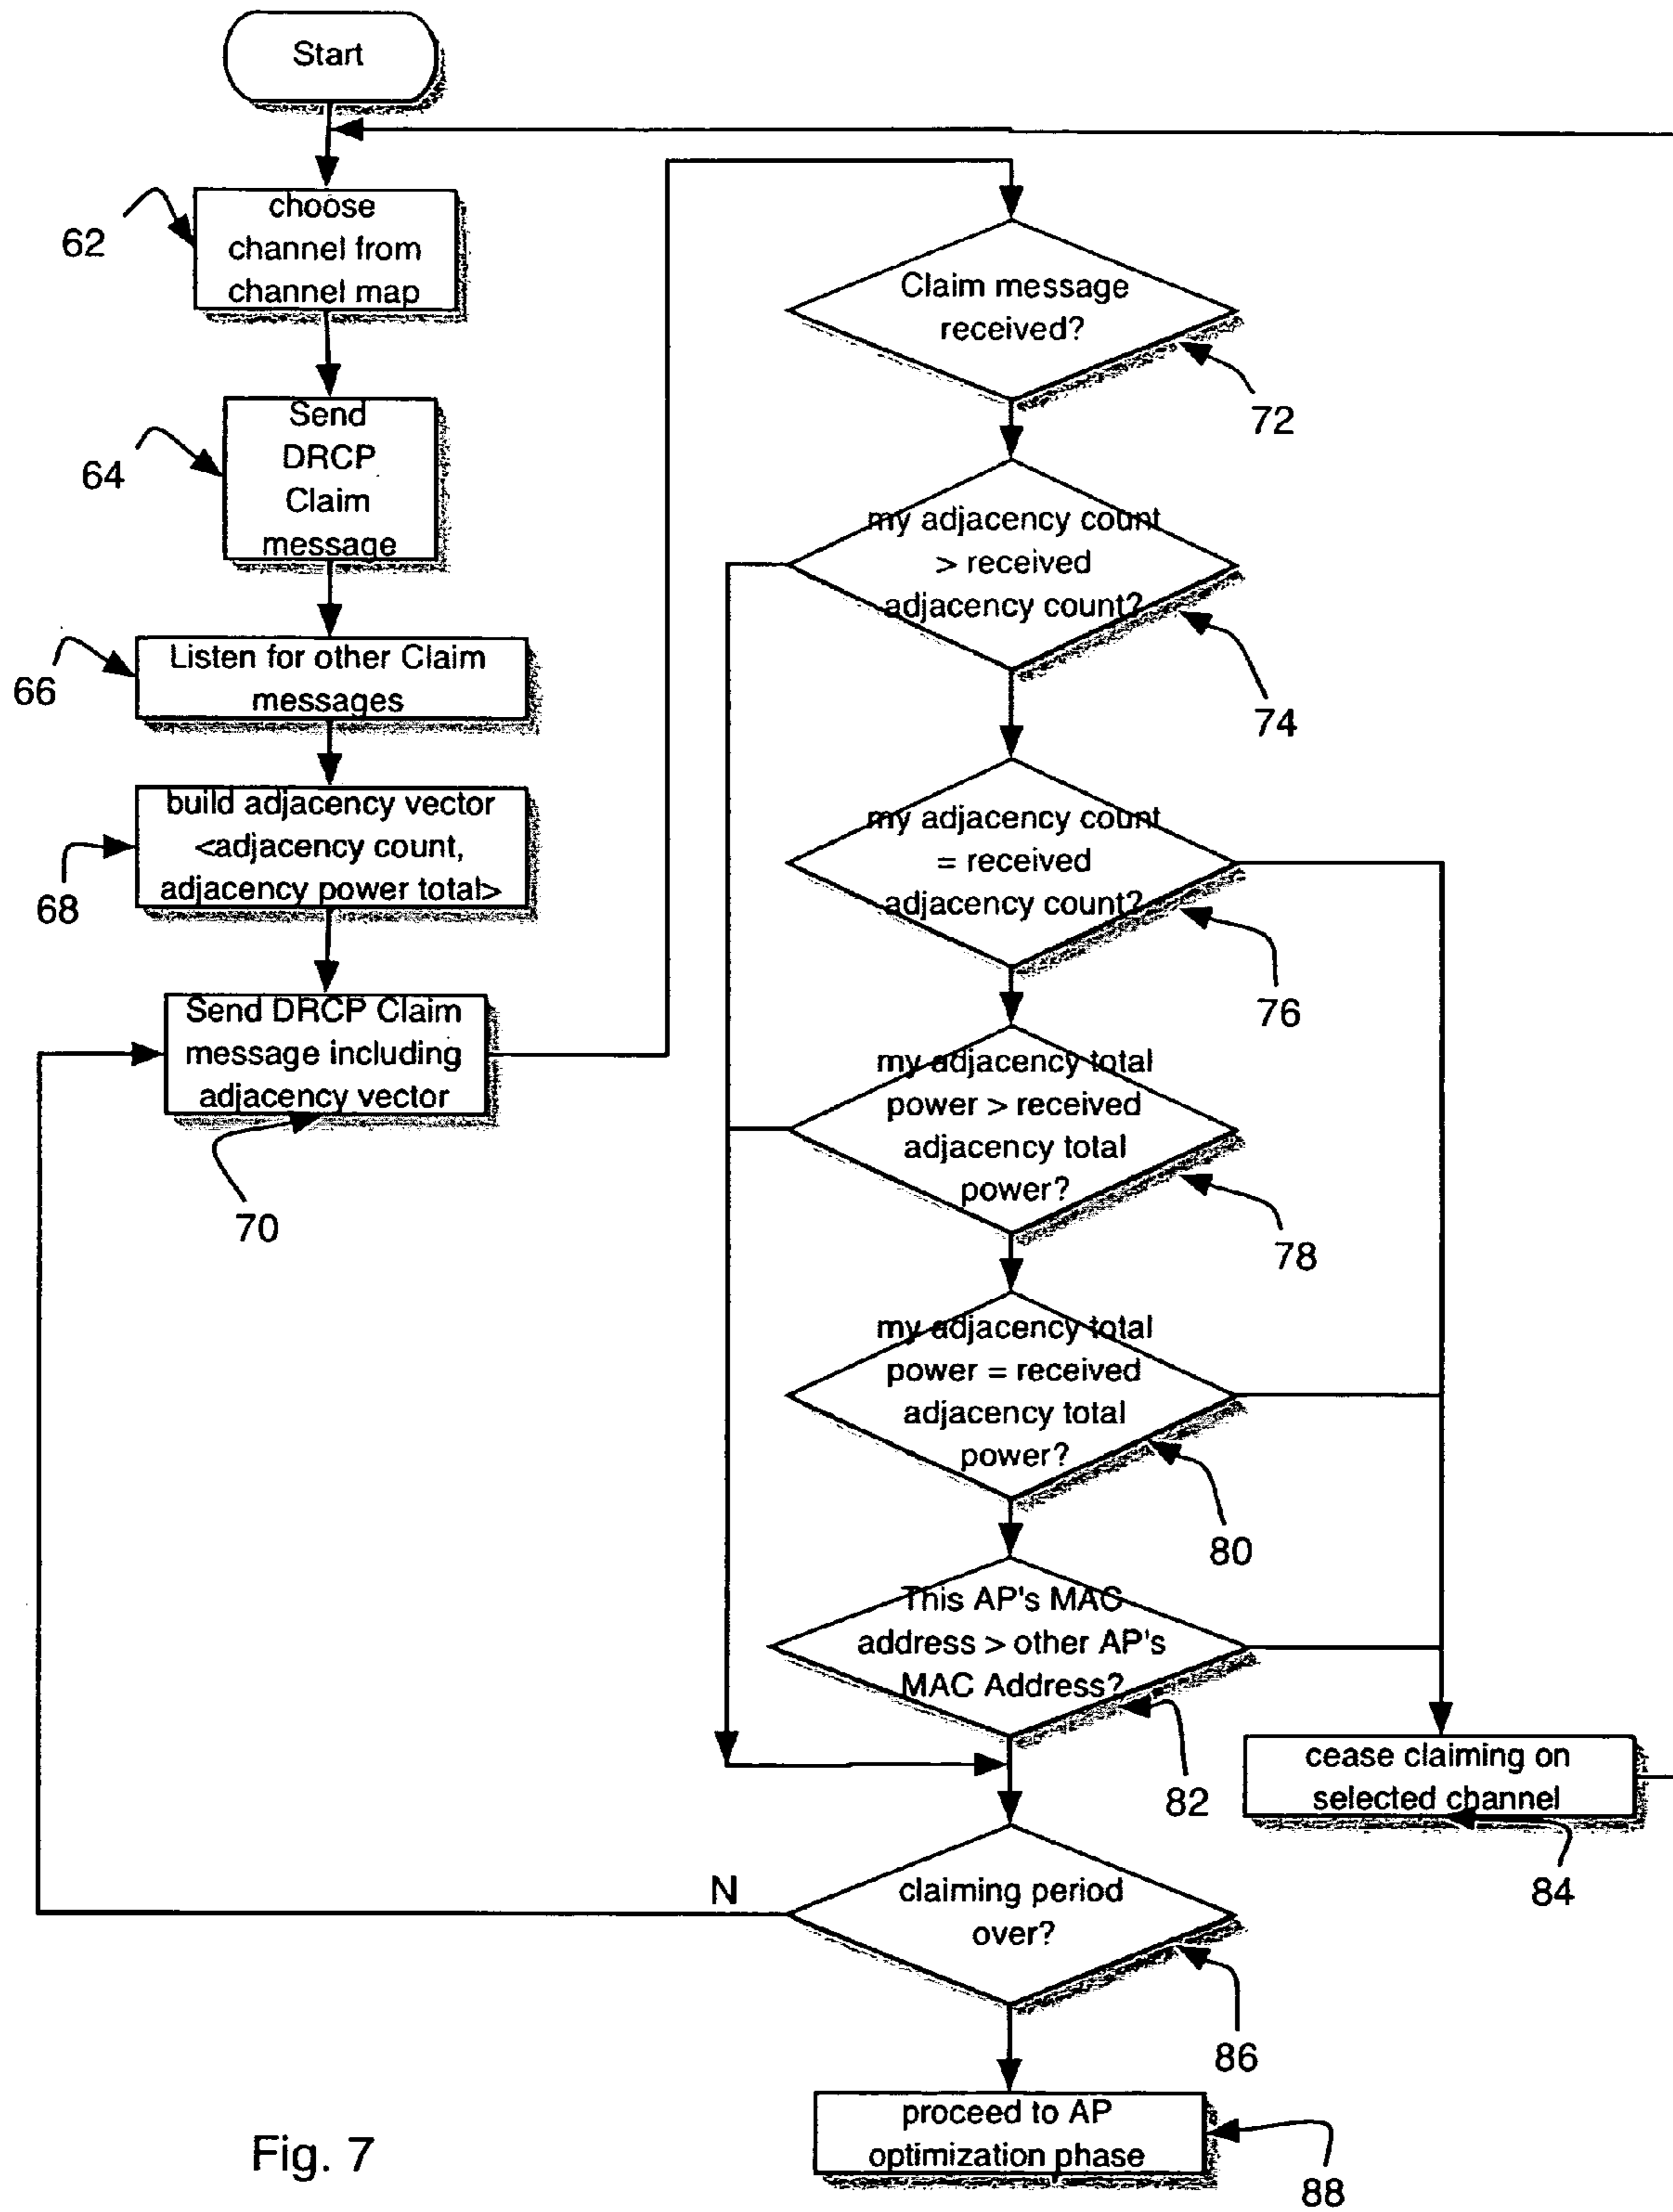 Start
choose
channel from
channel map
62
Send
DRCP
Claim
message
64
Listen for other Claim
messages
66
build adjacency vector
<adjacency count,
adjacency power total>
68
Send DRCP Claim
message including
adjacency vector
70
Claim message
received?
72
my adjacency count
> received
adjacency count?
74
my adjacency count
= received
adjacency count?
76
my adjacency total
power > received
adjacency total
power?
78
my adjacency total
power = received
adjacency total
power?
80
This AP's MAC
address > other AP's
MAC Address?
82
cease claiming on
selected channel
84
N
claiming period
over?
86
proceed to AP
optimization phase
88
Fig. 7